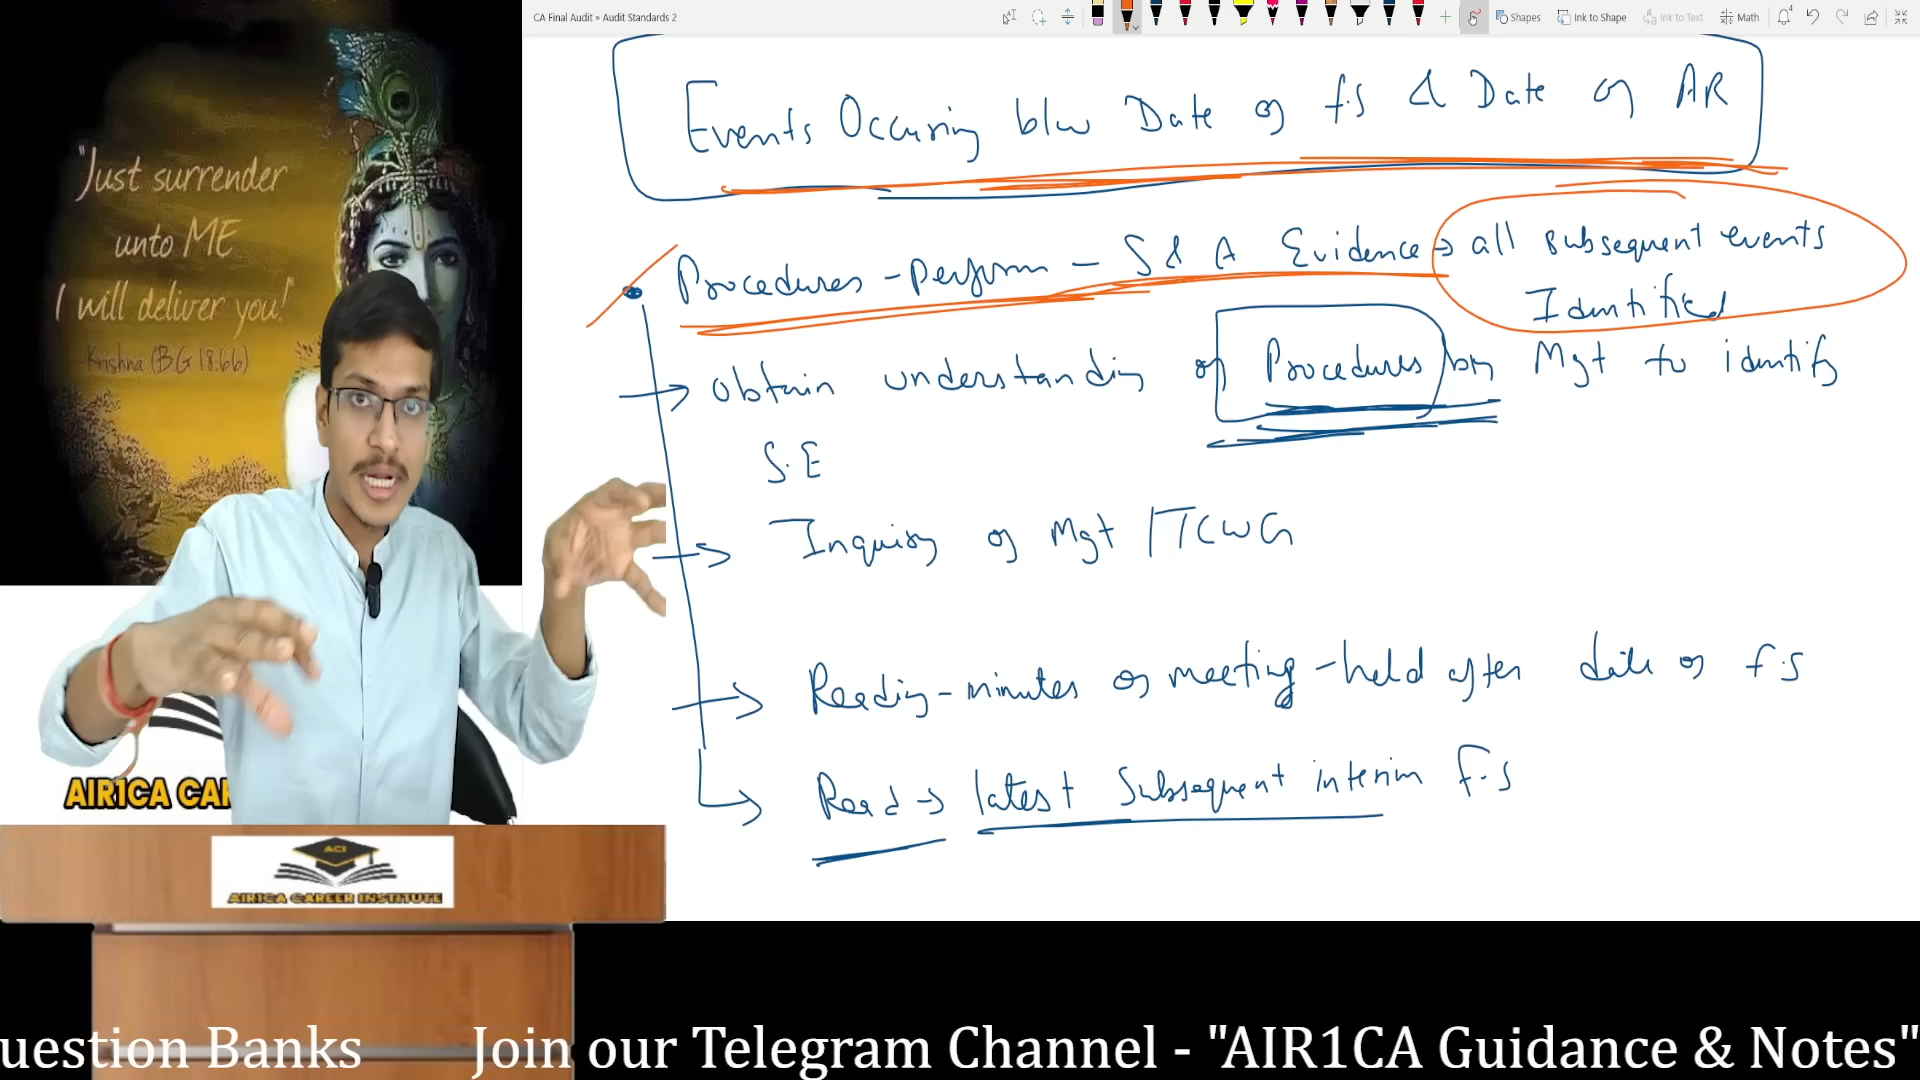 CA Final Audit » Audit Standards 2
Shapes
Ink to Shape
Ink to Text
Math
Events Occuring b/w Date of f.s & Date of AR
"Just surrender
unto ME
I will deliver you!"
- Krishna (B.G 18:66)
Procedures - perform - S & A Evidence → all subsequent events
Identified
→ obtain understanding of Procedures by Mgt to identify
S.E
→ Inquiry of Mgt / TCWG
→ Reading - minutes of meeting - held after date of f.s
→ Read → latest Subsequent interim f.s
AIR1CA CAR
ACI
AIR1CA CAREER INSTITUTE
uestion Banks Join our Telegram Channel - "AIR1CA Guidance & Notes"